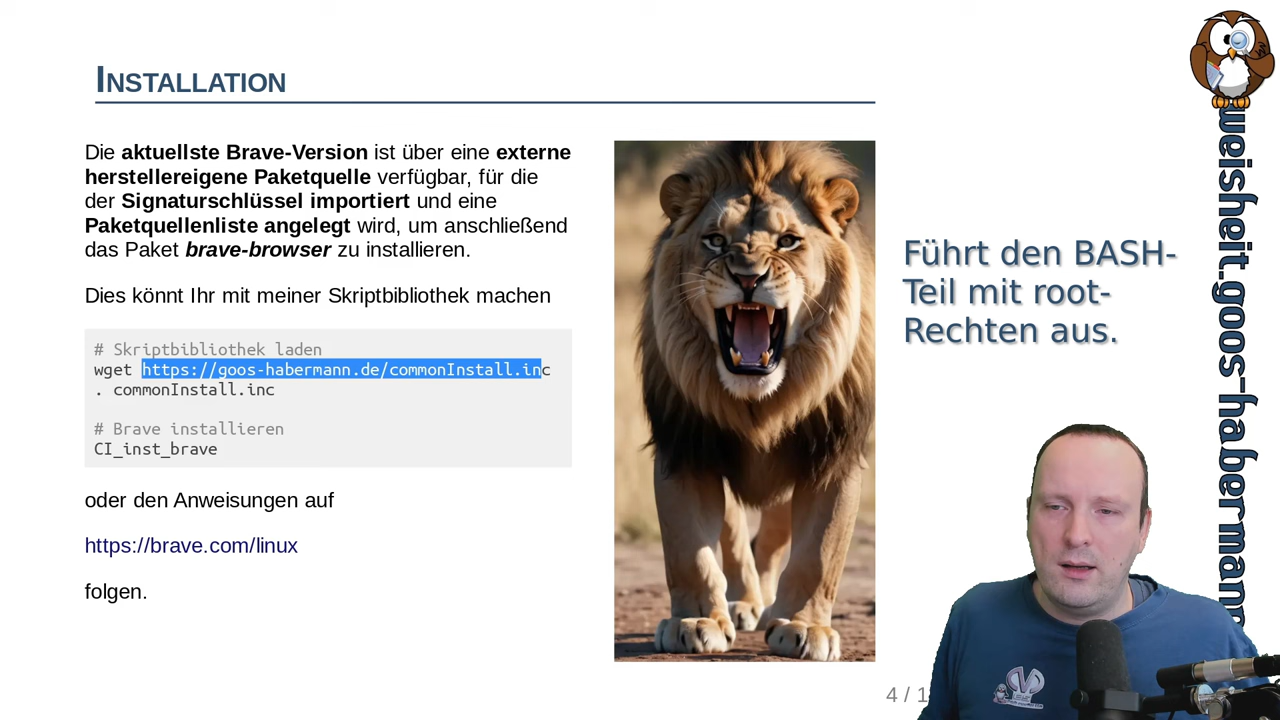 INSTALLATION
Die aktuellste Brave-Version ist über eine externe
herstellereigene Paketquelle verfügbar, für die
der Signaturschlüssel importiert und eine
Paketquellenliste angelegt wird, um anschließend
das Paket brave-browser zu installieren.
Dies könnt Ihr mit meiner Skriptbibliothek machen
# Skriptbibliothek laden
wget https://goos-habermann.de/commonInstall.inc
. commonInstall.inc
# Brave installieren
CI_inst_brave
oder den Anweisungen auf
https://brave.com/linux
folgen.
Führt den BASH-
Teil mit root-
Rechten aus.
weisheit.goos-habermann
4 / 1